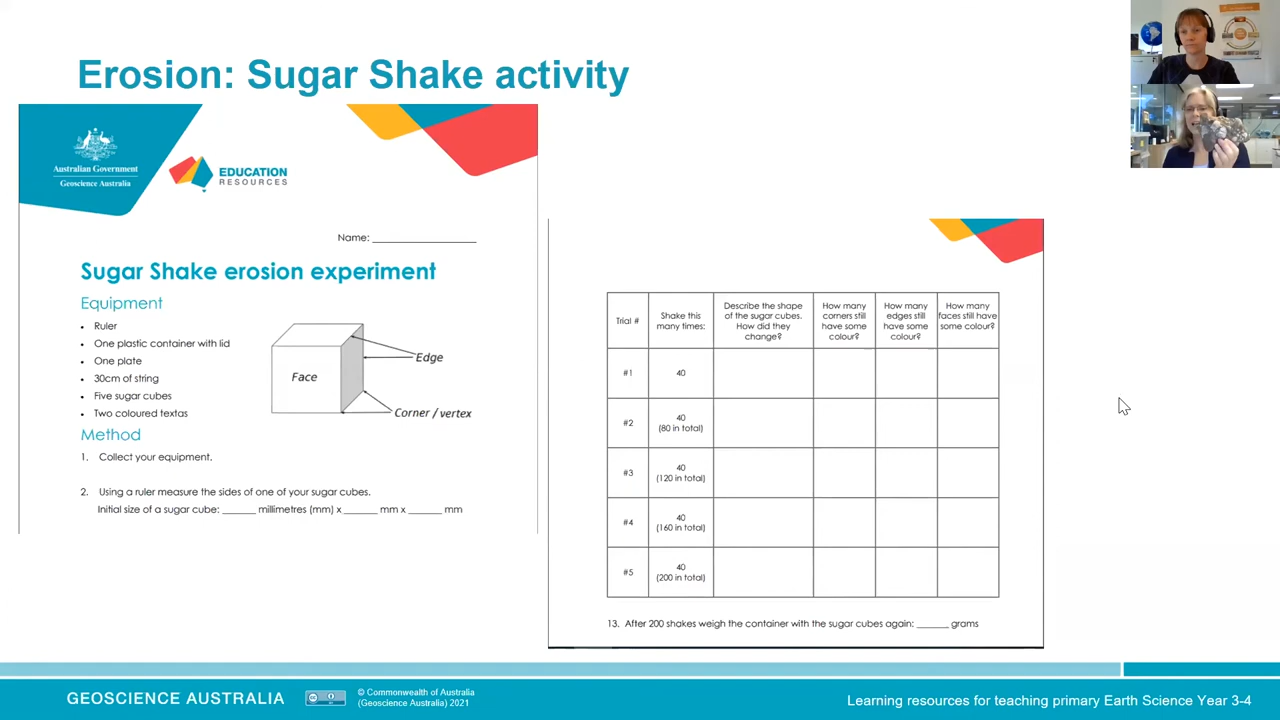 Erosion: Sugar Shake activity
Australian Government
Geoscience Australia
EDUCATION
RESOURCES
Name: ____________________
Sugar Shake erosion experiment
Equipment
• Ruler
• One plastic container with lid
• One plate
• 30cm of string
• Five sugar cubes
• Two coloured textas
Face
Edge
Corner / vertex
Method
1. Collect your equipment.
2. Using a ruler measure the sides of one of your sugar cubes.
Initial size of a sugar cube: ______ millimetres (mm) x ______ mm x ______ mm
Trial #
Shake this
many times:
Describe the shape
of the sugar cubes.
How did they
change?
How many
corners still
have some
colour?
How many
edges still
have some
colour?
How many
faces still have
some colour?
#1
40
#2
40
(80 in total)
#3
40
(120 in total)
#4
40
(160 in total)
#5
40
(200 in total)
13. After 200 shakes weigh the container with the sugar cubes again: ______ grams
GEOSCIENCE AUSTRALIA
cc
BY
© Commonwealth of Australia
(Geoscience Australia) 2021
Learning resources for teaching primary Earth Science Year 3-4